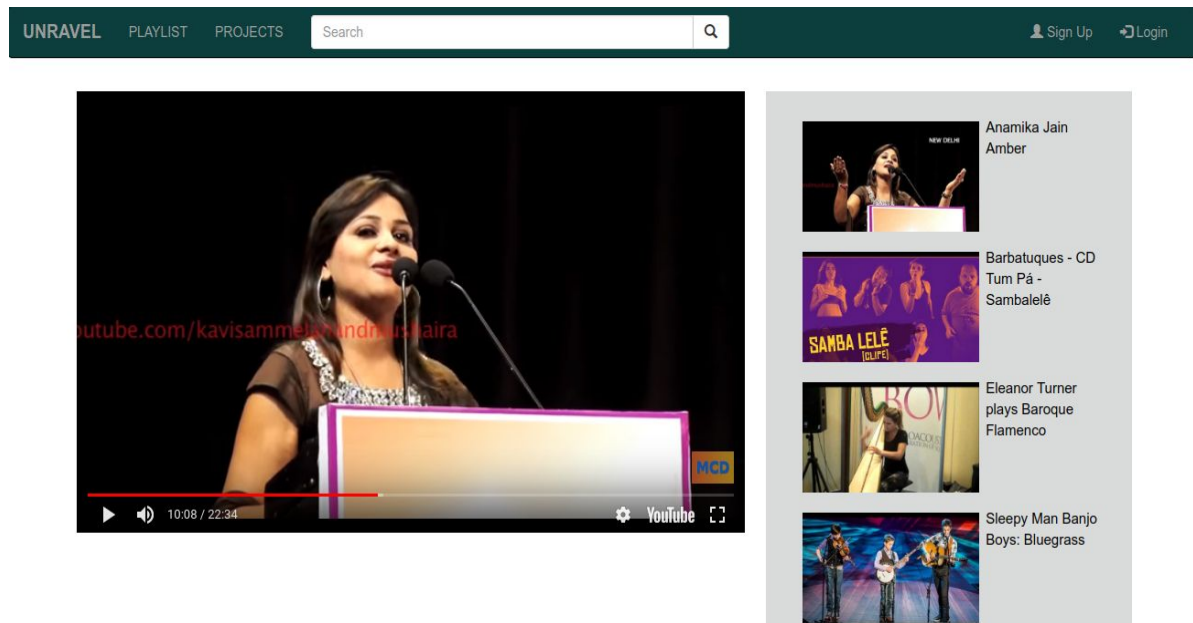 UNRAVEL PLAYLIST PROJECTS Search Sign Up Login
outube.com/kavisammelanandmushaira
MCD
10:08 / 22:34 YouTube
NEW DELHI
Anamika Jain
Amber
SAMBA LELÊ
[CLIPE]
Barbatuques - CD
Tum Pá -
Sambalelê
BOW
Eleanor Turner
plays Baroque
Flamenco
Sleepy Man Banjo
Boys: Bluegrass